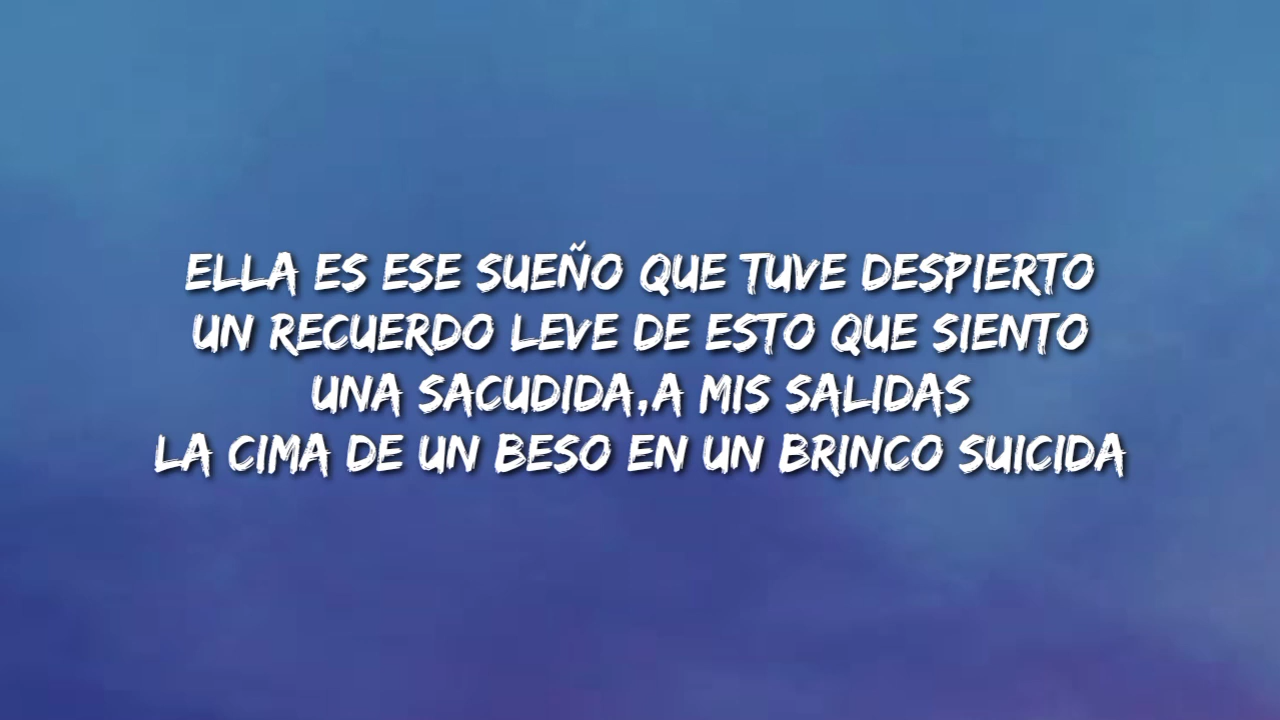 ELLA ES ESE SUEÑO QUE TUVE DESPIERTO
UN RECUERDO LEVE DE ESTO QUE SIENTO
UNA SACUDIDA,A MIS SALIDAS
LA CIMA DE UN BESO EN UN BRINCO SUICIDA